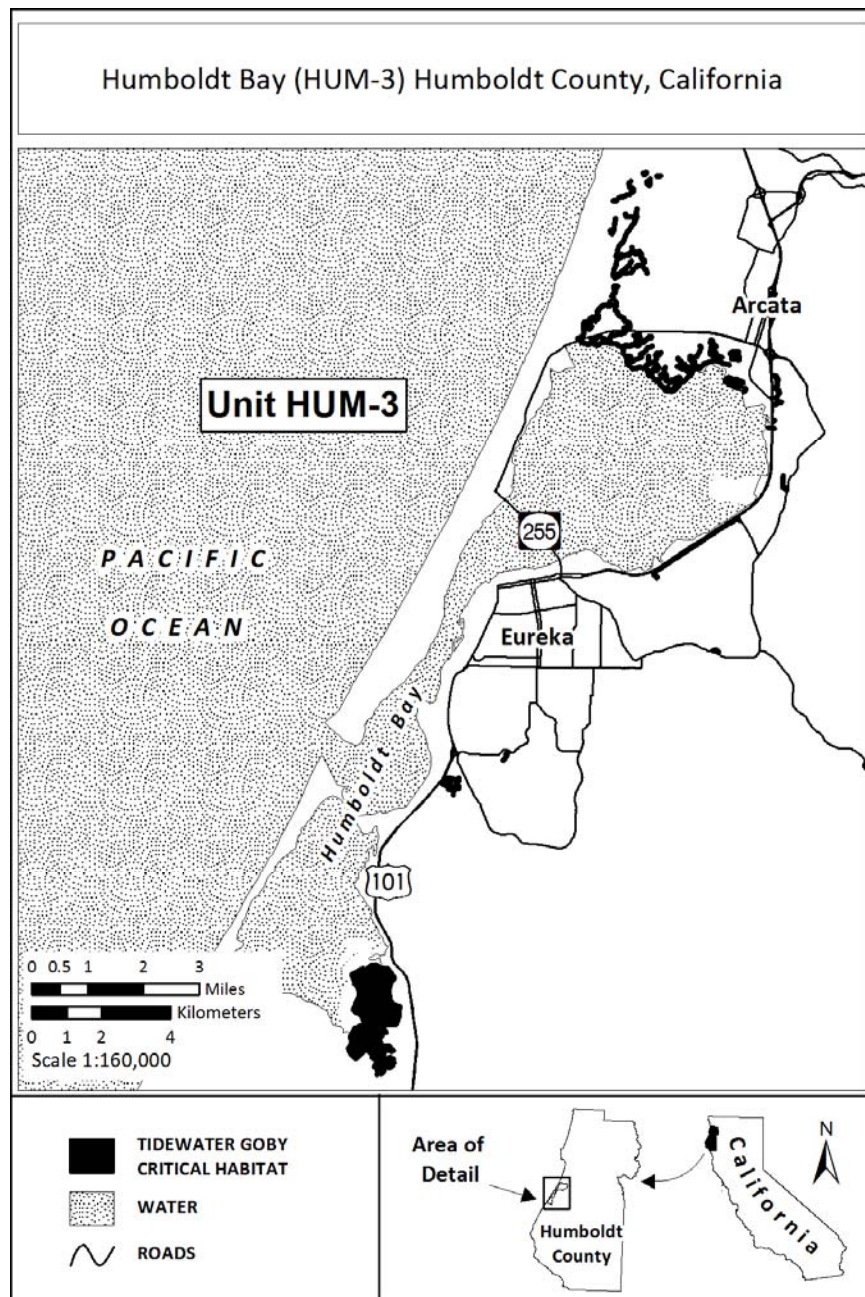 Humboldt Bay (HUM-3) Humboldt County, California
Arcata
Unit HUM-3
255
PACIFIC
OCEAN
Eureka
Humboldt Bay
101
0 0.5 1 2 3
Miles
Kilometers
0 1 2 4
Scale 1:160,000
TIDEWATER GOBY
CRITICAL HABITAT
WATER
ROADS
Area of
Detail
Humboldt
County
California
N